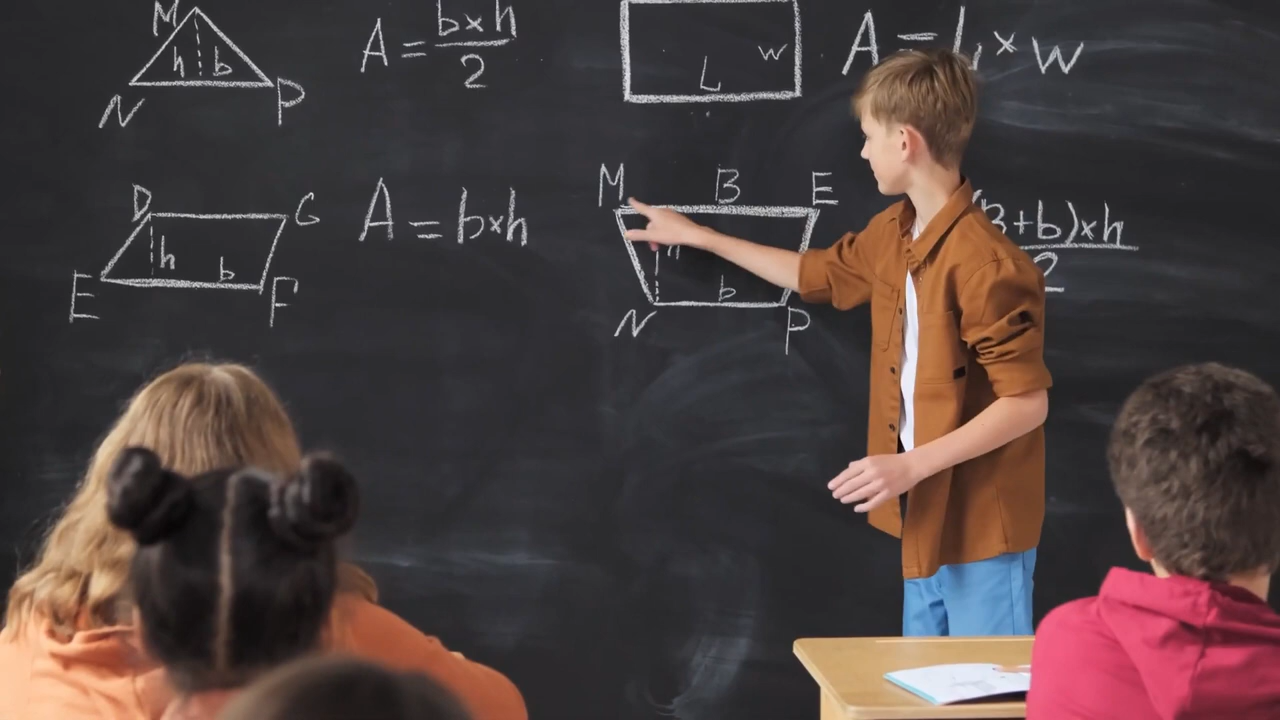 M
h b
N P
A = b×h
2
w
L
A = L × w
D G
h
b
E F
A = b×h
M B E
h
b
N P
B+b)×h
2